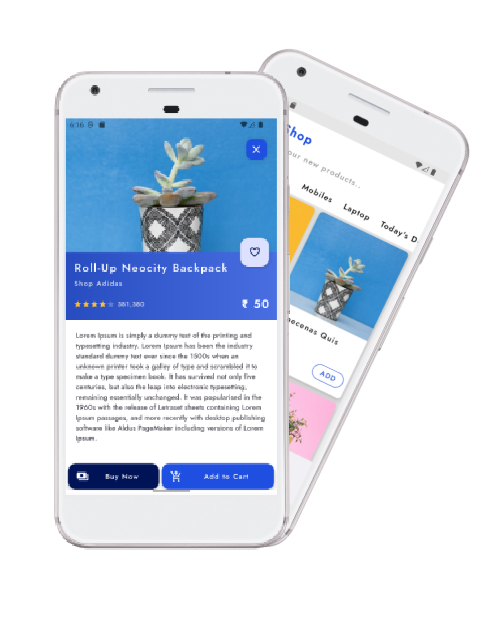 6:16
Roll-Up Neocity Backpack
Shop Adidas
361,380
₹ 50
Lorem Ipsum is simply a dummy text of the printing and
typesetting industry. Lorem Ipsum has been the industry
standard dummy text ever since the 1500s when an
unknown printer took a galley of type and scrambled it to
make a type specimen book. It has survived not only five
centuries, but also the leap into electronic typesetting,
remaining essentially unchanged. It was popularised in the
1960s with the release of Letraset sheets containing Lorem
Ipsum passages, and more recently with desktop publishing
software like Aldus PageMaker including versions of Lorem
Ipsum.
Buy Now
Add to Cart
Shop
our new products..
Mobiles
Laptop
Today's D
ecenas Quis
ADD